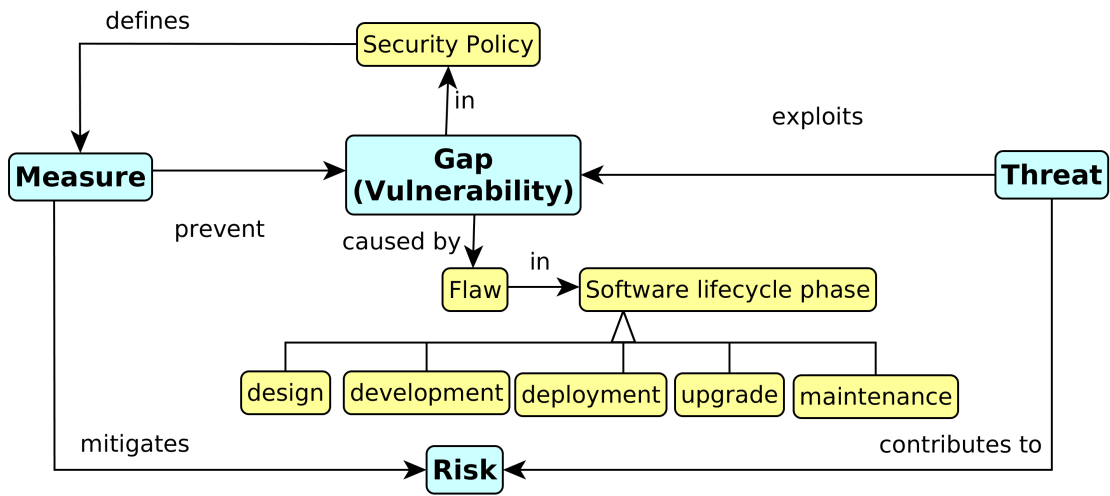 defines
Security Policy
in
exploits
Measure
Gap
(Vulnerability)
Threat
prevent
caused by
in
Flaw
Software lifecycle phase
design
development
deployment
upgrade
maintenance
mitigates
contributes to
Risk